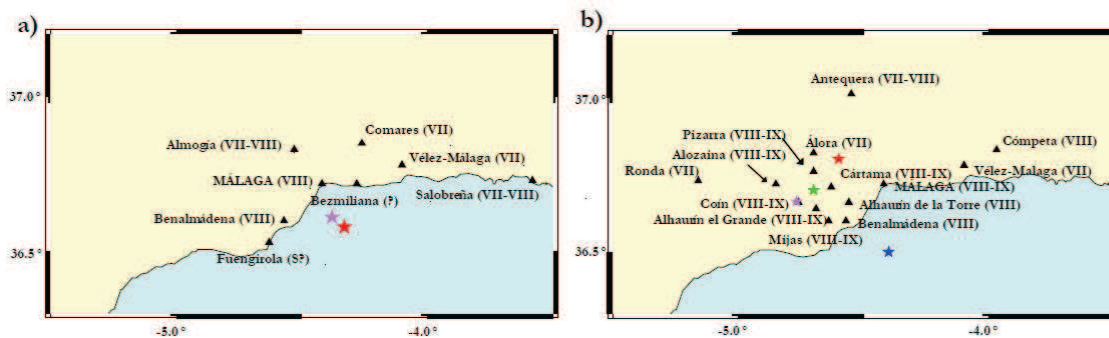 a)
37.0°
36.5°
-5.0°
-4.0°
Almogía (VII-VIII)
Comares (VII)
Vélez-Málaga (VII)
MÁLAGA (VIII)
Salobreña (VII-VIII)
Bezmiliana (?)
Benalmádena (VIII)
Fuengirola (S?)
b)
37.0°
36.5°
-5.0°
-4.0°
Antequera (VII-VIII)
Pizarra (VIII-IX)
Álora (VII)
Cómpeta (VIII)
Alozaina (VIII-IX)
Ronda (VII)
Cártama (VIII-IX)
Vélez-Malaga (VII)
MÁLAGA (VIII-IX)
Coín (VIII-IX)
Alhaurín de la Torre (VIII)
Alhaurín el Grande (VIII-IX)
Benalmádena (VIII)
Mijas (VIII-IX)